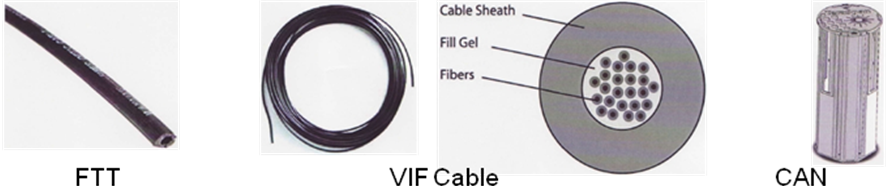 Cable Sheath
Fill Gel
Fibers
FTT
VIF Cable
CAN